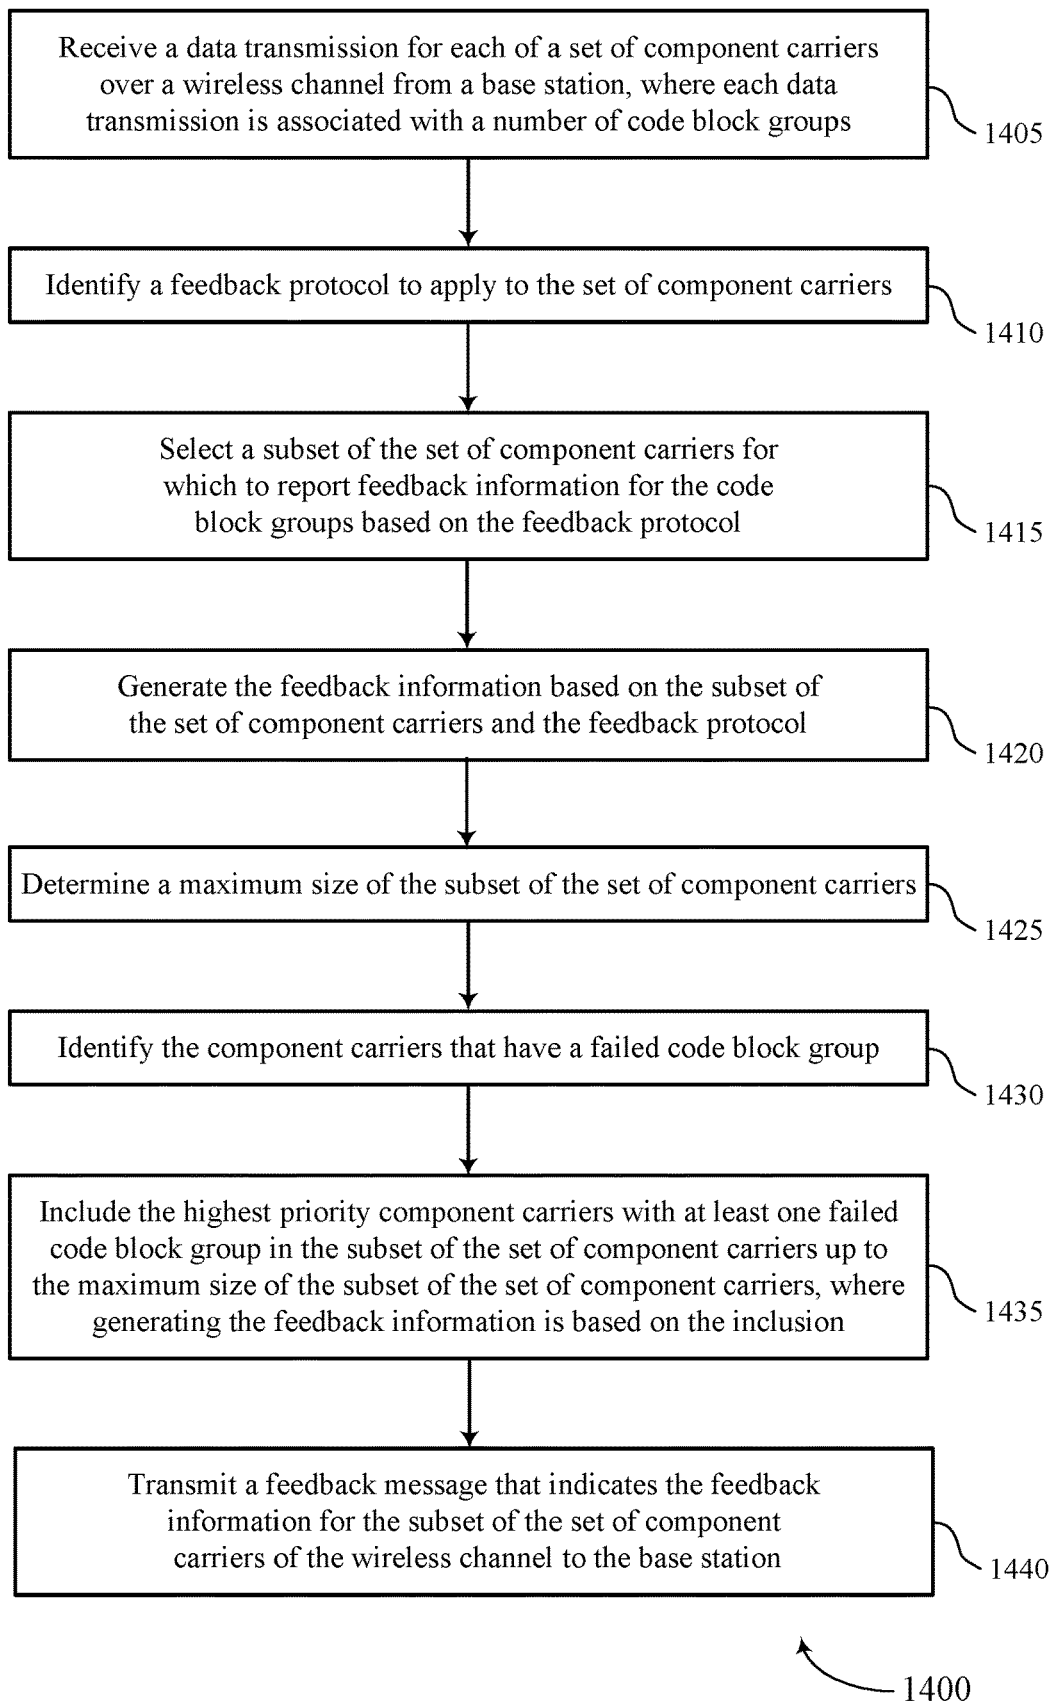 Receive a data transmission for each of a set of component carriers
over a wireless channel from a base station, where each data
transmission is associated with a number of code block groups
1405
Identify a feedback protocol to apply to the set of component carriers
1410
Select a subset of the set of component carriers for
which to report feedback information for the code
block groups based on the feedback protocol
1415
Generate the feedback information based on the subset of
the set of component carriers and the feedback protocol
1420
Determine a maximum size of the subset of the set of component carriers
1425
Identify the component carriers that have a failed code block group
1430
Include the highest priority component carriers with at least one failed
code block group in the subset of the set of component carriers up to
the maximum size of the subset of the set of component carriers, where
generating the feedback information is based on the inclusion
1435
Transmit a feedback message that indicates the feedback
information for the subset of the set of component
carriers of the wireless channel to the base station
1440
1400